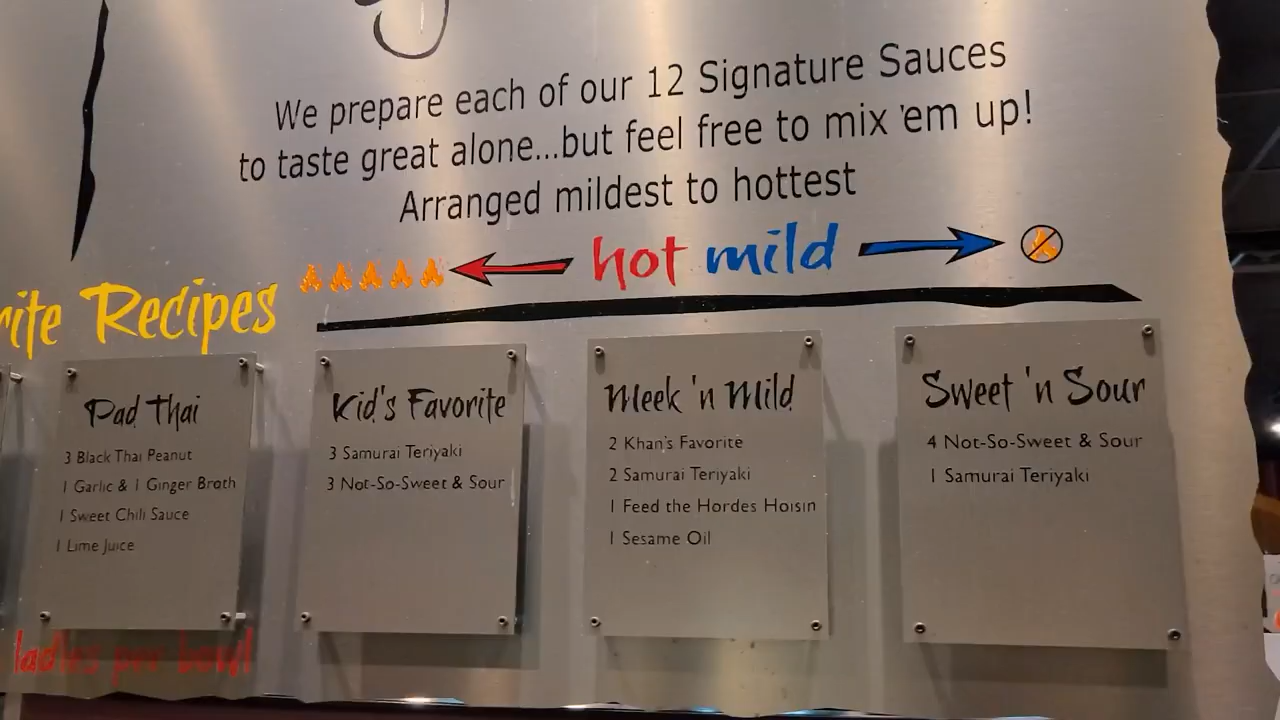 We prepare each of our 12 Signature Sauces
to taste great alone...but feel free to mix 'em up!
Arranged mildest to hottest
hot mild
Recipes
Pad Thai
3 Black Thai Peanut
1 Garlic & 1 Ginger Broth
1 Sweet Chili Sauce
1 Lime Juice
Kid's Favorite
3 Samurai Teriyaki
3 Not-So-Sweet & Sour
Meek 'n Mild
2 Khan's Favorite
2 Samurai Teriyaki
1 Feed the Hordes Hoisin
1 Sesame Oil
Sweet 'n Sour
4 Not-So-Sweet & Sour
1 Samurai Teriyaki
ladles per bowl